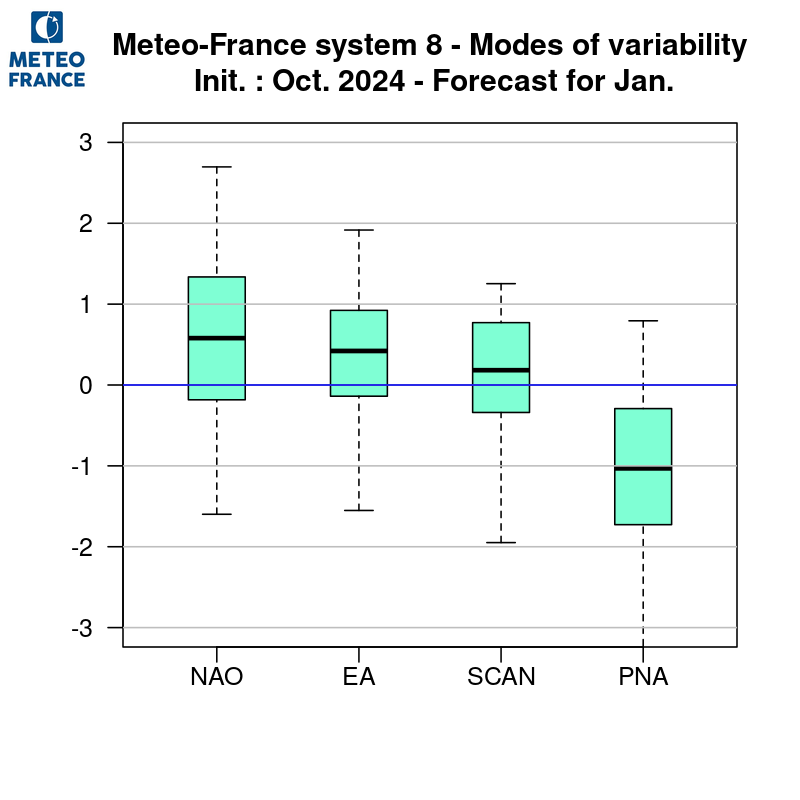 METEO
FRANCE
Meteo-France system 8 - Modes of variability
Init. : Oct. 2024 - Forecast for Jan.
3
2
1
0
-1
-2
-3
NAO EA SCAN PNA